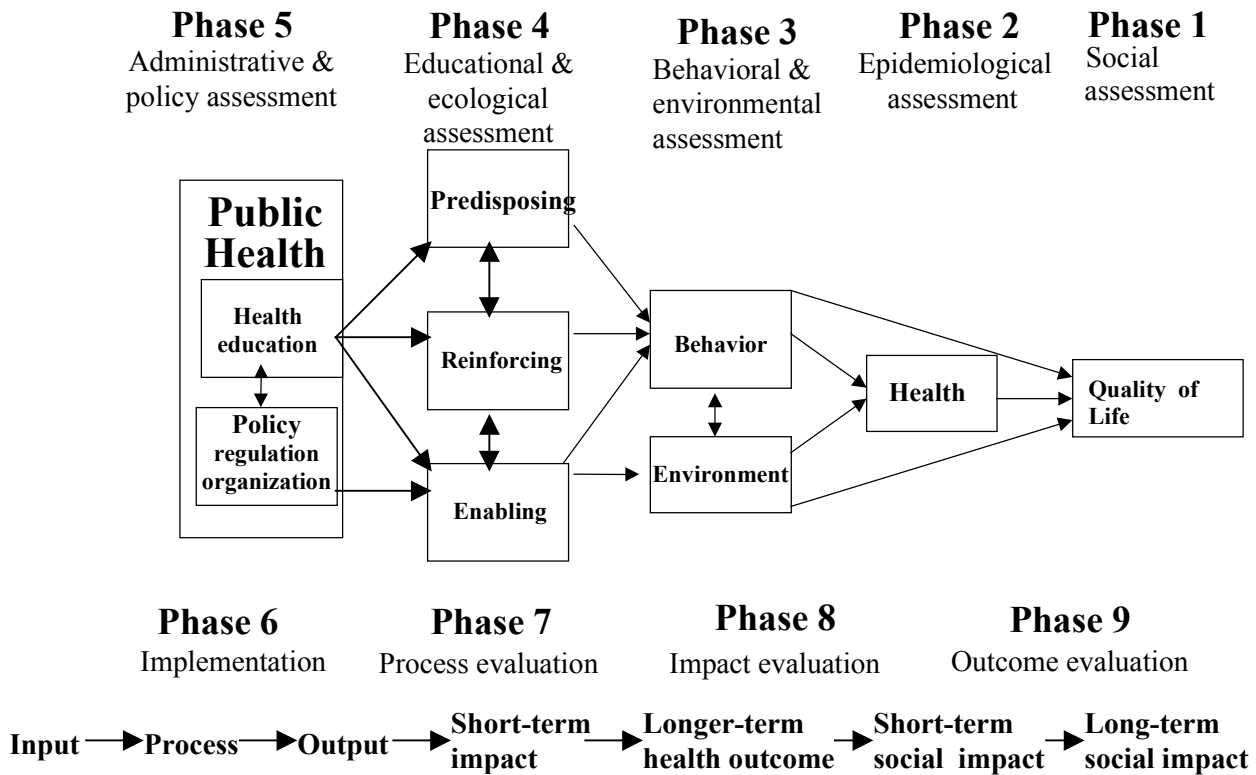 Phase 5
Administrative &
policy assessment
Phase 4
Educational &
ecological
assessment
Phase 3
Behavioral &
environmental
assessment
Phase 2
Epidemiological
assessment
Phase 1
Social
assessment
Public
Health
Health
education
Policy
regulation
organization
Predisposing
Reinforcing
Enabling
Behavior
Environment
Health
Quality of
Life
Phase 6
Implementation
Phase 7
Process evaluation
Phase 8
Impact evaluation
Phase 9
Outcome evaluation
Input
Process
Output
Short-term
impact
Longer-term
health outcome
Short-term
social impact
Long-term
social impact